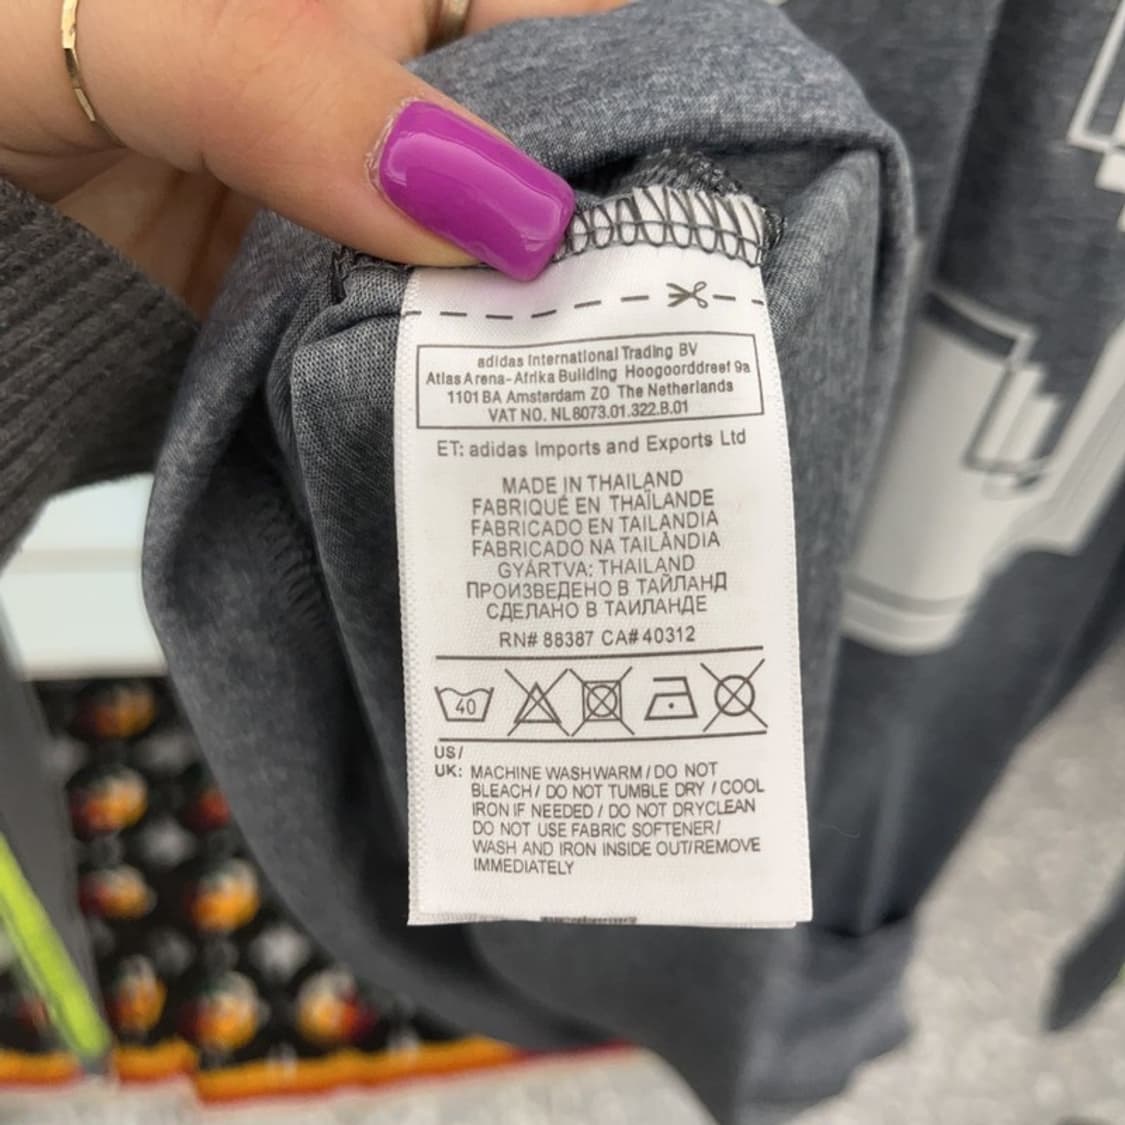 adidas International Trading BV
Atlas Arena-Afrika Building Hoogoorddreef 9a
1101 BA Amsterdam ZO The Netherlands
VAT NO. NL8073.01.322.B.01
ET: adidas Imports and Exports Ltd
MADE IN THAILAND
FABRIQUÉ EN THAÏLANDE
FABRICADO EN TAILANDIA
FABRICADO NA TAILÂNDIA
GYÁRTVA: THAILAND
ПРОИЗВЕДЕНО В ТАЙЛАНД
СДЕЛАНО В ТАИЛАНДЕ
RN# 88387 CA# 40312
40
US/
UK: MACHINE WASH WARM / DO NOT
BLEACH / DO NOT TUMBLE DRY / COOL
IRON IF NEEDED / DO NOT DRYCLEAN
DO NOT USE FABRIC SOFTENER/
WASH AND IRON INSIDE OUT/REMOVE
IMMEDIATELY